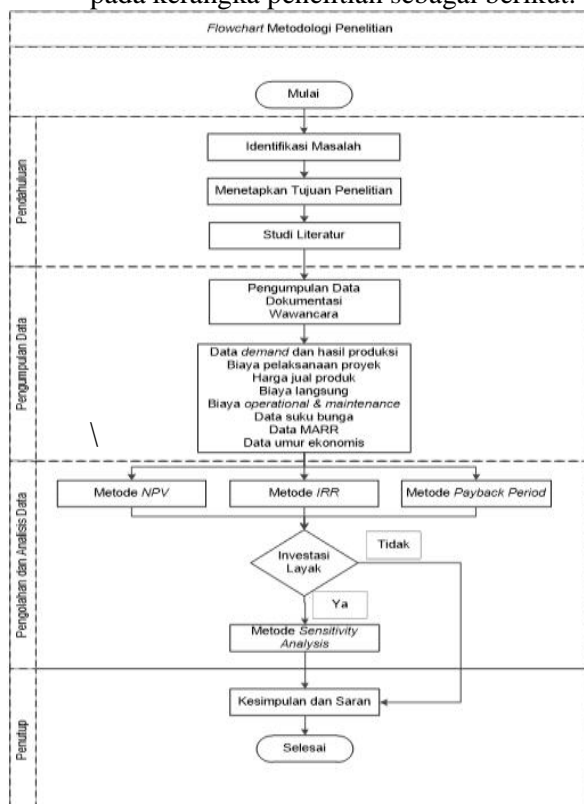 pada kerangka penelitian sebagai berikut.
Flowchart Metodologi Penelitian
Mulai
Pendahuluan
Identifikasi Masalah
Menetapkan Tujuan Penelitian
Studi Literatur
Pengumpulan Data
Pengumpulan Data
Dokumentasi
Wawancara
Data demand dan hasil produksi
Biaya pelaksanaan proyek
Harga jual produk
Biaya langsung
Biaya operational & maintenance
Data suku bunga
Data MARR
Data umur ekonomis
\
Pengolahan dan Analisis Data
Metode NPV
Metode IRR
Metode Payback Period
Investasi
Layak
Tidak
Ya
Metode Sensitivity
Analysis
Penutup
Kesimpulan dan Saran
Selesai